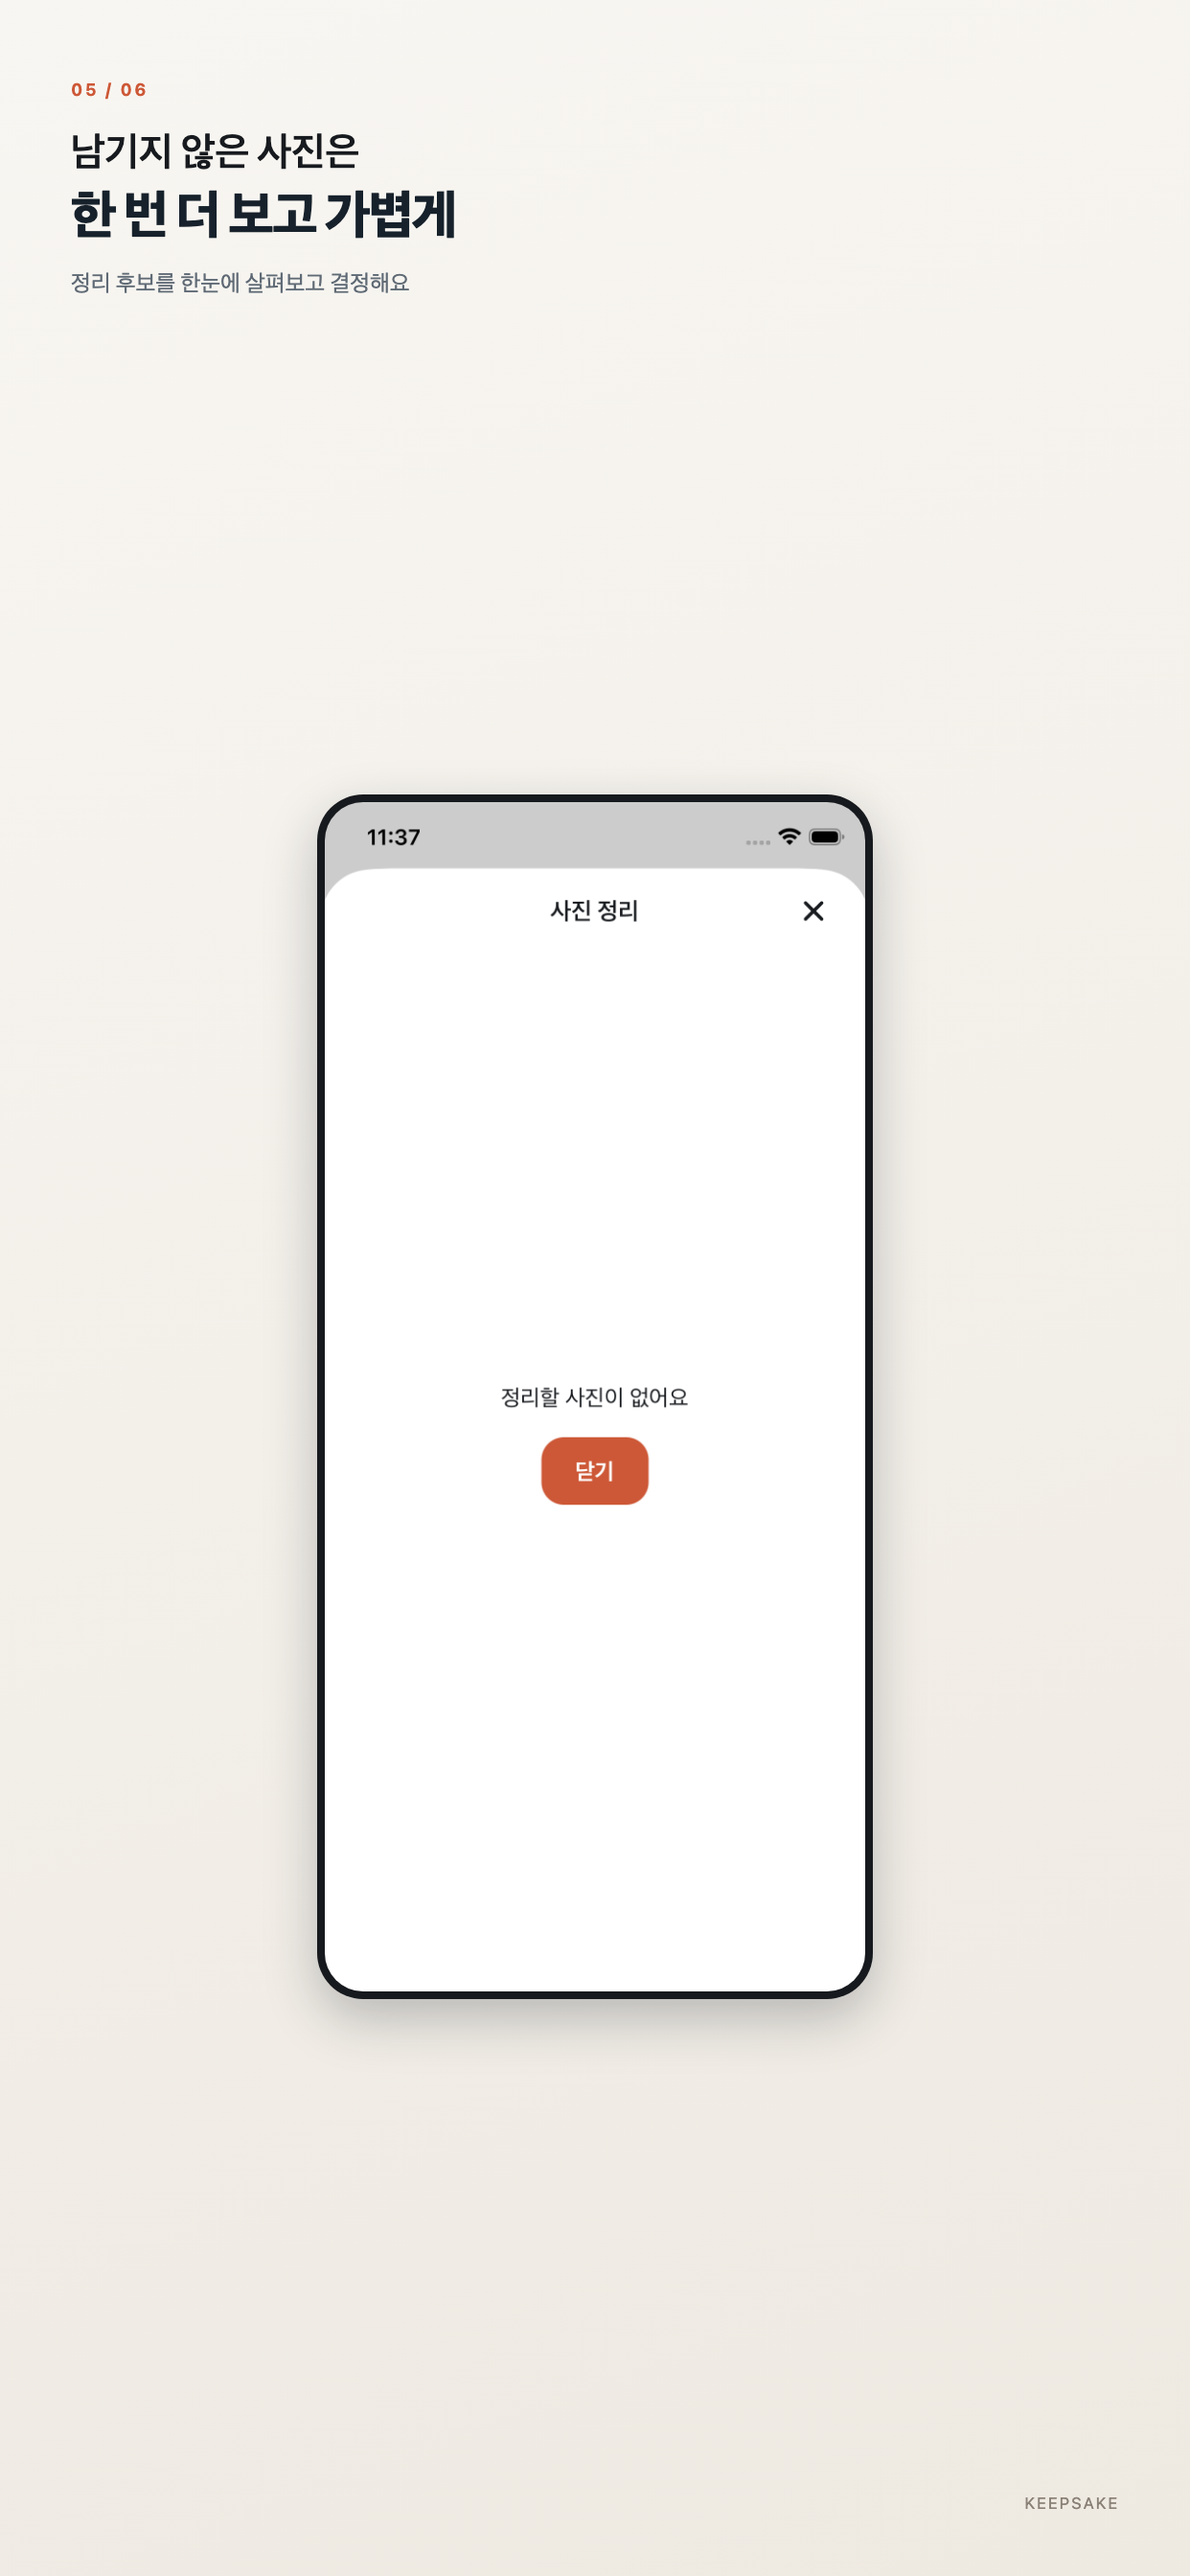 05 / 06
남기지 않은 사진은
한 번 더 보고 가볍게
정리 후보를 한눈에 살펴보고 결정해요
11:37
사진 정리
정리할 사진이 없어요
닫기
KEEPSAKE